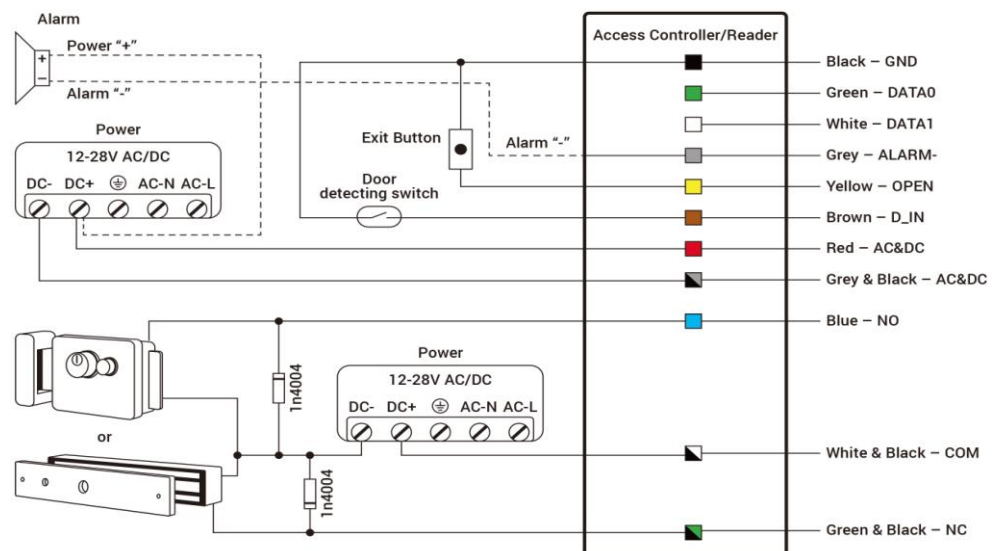 Alarm
Power “+”
+
–
Alarm “-”
Access Controller/Reader
Black – GND
Green – DATA0
White – DATA1
Grey – ALARM-
Yellow – OPEN
Brown – D_IN
Red – AC&DC
Grey & Black – AC&DC
Blue – NO
White & Black – COM
Green & Black – NC
Exit Button
Alarm “-”
Door
detecting switch
Power
12-28V AC/DC
DC- DC+ AC-N AC-L
1n4004
Power
12-28V AC/DC
DC- DC+ AC-N AC-L
or
1n4004